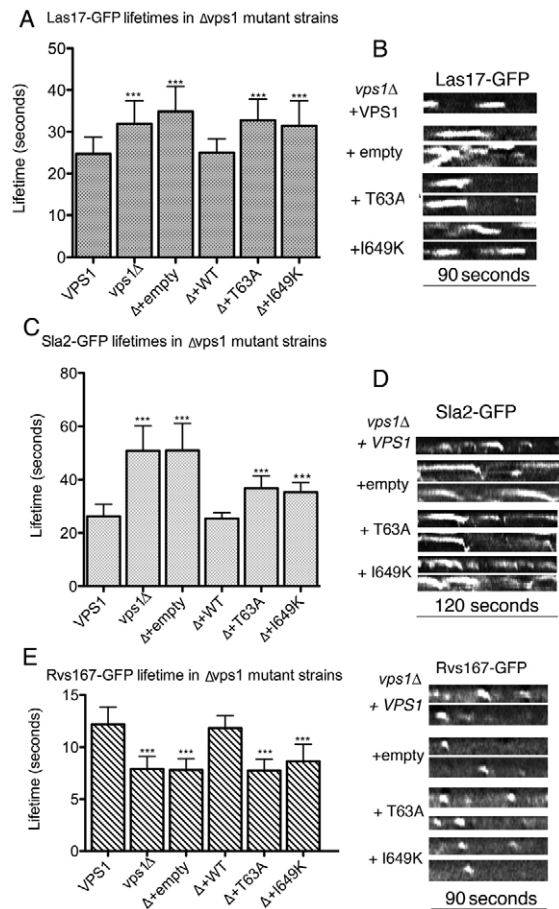 A Las17-GFP lifetimes in Δvps1 mutant strains
Lifetime (seconds)
50
40
30
20
10
0
*** *** *** ***
VPS1 vps1Δ Δ+empty Δ+WT Δ+T63A Δ+I649K
B
Las17-GFP
vps1Δ
+VPS1
+ empty
+ T63A
+I649K
90 seconds
C Sla2-GFP lifetimes in Δvps1 mutant strains
Lifetime (seconds)
80
60
40
20
0
*** *** *** ***
VPS1 vps1Δ Δ+empty Δ+WT Δ+T63A Δ+I649K
D
Sla2-GFP
vps1Δ
+ VPS1
+empty
+ T63A
+ I649K
120 seconds
E Rvs167-GFP lifetime in Δvps1 mutant strains
Lifetime (seconds)
15
10
5
0
*** *** *** ***
VPS1 vps1Δ Δ+empty Δ+WT Δ+T63A Δ+I649K
Rvs167-GFP
vps1Δ
+ VPS1
+empty
+ T63A
+ I649K
90 seconds